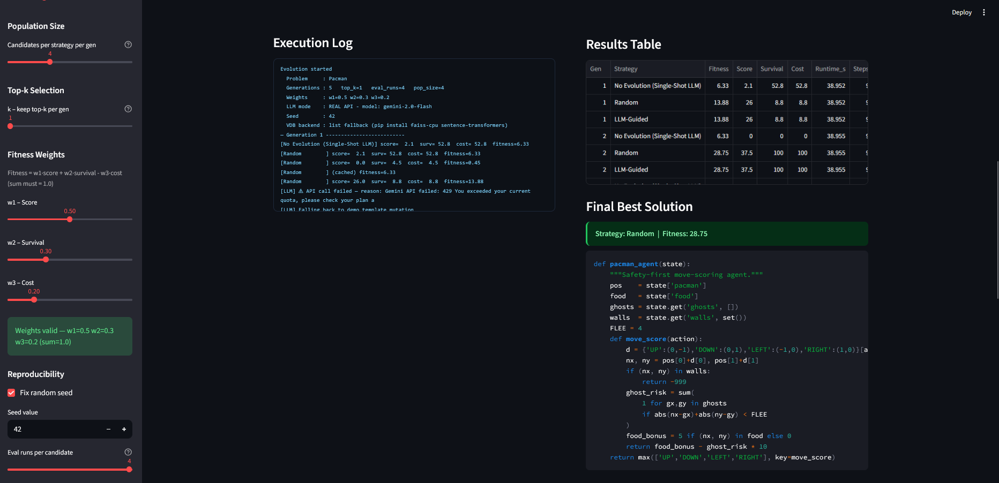 Population Size
Candidates per strategy per gen
4
Top-k Selection
k – keep top-k per gen
1
Fitness Weights
Fitness = w1·score + w2·survival - w3·cost
(sum must = 1.0)
w1 – Score
0.50
w2 – Survival
0.30
w3 – Cost
0.20
Weights valid — w1=0.5 w2=0.3
w3=0.2 (sum=1.0)
Reproducibility
Fix random seed
Seed value
42
Eval runs per candidate
4
Deploy
Execution Log
Evolution started
Problem : Pacman
Generations : 5 top_k=1 eval_runs=4 pop_size=4
Weights : w1=0.5 w2=0.3 w3=0.2
LLM mode : REAL API - model: gemini-2.0-flash
Seed : 42
VDB backend : list fallback (pip install faiss-cpu sentence-transformers)
— Generation 1 -------------------------
[No Evolution (Single-Shot LLM)] score= 2.1 surv= 52.8 cost= 52.8 fitness=6.33
[Random ] score= 2.1 surv= 52.8 cost= 52.8 fitness=6.33
[Random ] score= 0.0 surv= 4.5 cost= 4.5 fitness=0.45
[Random ] (cached) fitness=6.33
[Random ] score= 26.0 surv= 8.8 cost= 8.8 fitness=13.88
[LLM] ⚠ API call failed — reason: Gemini API failed: 429 You exceeded your current
quota, please check your plan a
[LLM] Falling back to demo template mutation
Results Table
Gen Strategy Fitness Score Survival Cost Runtime_s Steps
1 No Evolution (Single-Shot LLM) 6.33 2.1 52.8 52.8 38.952
1 Random 13.88 26 8.8 8.8 38.952
1 LLM-Guided 13.88 26 8.8 8.8 38.952
2 No Evolution (Single-Shot LLM) 6.33 0 0 0 38.955
2 Random 28.75 37.5 100 100 38.955
2 LLM-Guided 28.75 37.5 100 100 38.955
Final Best Solution
Strategy: Random | Fitness: 28.75
def pacman_agent(state):
"""Safety-first move-scoring agent."""
pos = state['pacman']
food = state['food']
ghosts = state.get('ghosts', [])
walls = state.get('walls', set())
FLEE = 4
def move_score(action):
d = {'UP':(0,-1),'DOWN':(0,1),'LEFT':(-1,0),'RIGHT':(1,0)}[a
nx, ny = pos[0]+d[0], pos[1]+d[1]
if (nx, ny) in walls:
return -999
ghost_risk = sum(
1 for gx,gy in ghosts
if abs(nx-gx)+abs(ny-gy) < FLEE
)
food_bonus = 5 if (nx, ny) in food else 0
return food_bonus - ghost_risk * 10
return max(['UP','DOWN','LEFT','RIGHT'], key=move_score)